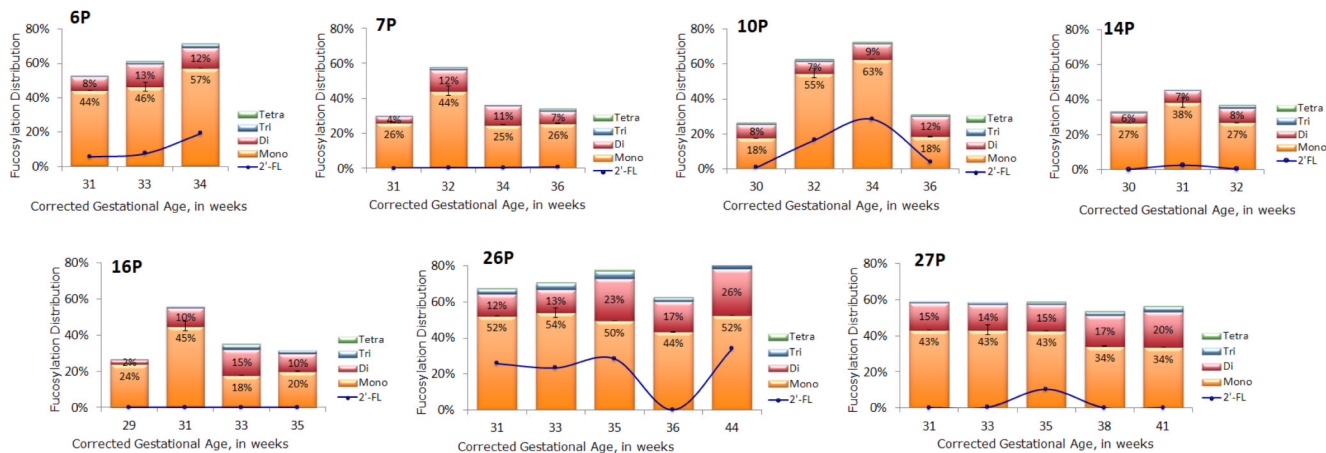 6P
Fucosylation Distribution
80%
60%
40%
20%
0%
8%
44%
13%
46%
12%
57%
31 33 34
Corrected Gestational Age, in weeks
Tetra
Tri
Di
Mono
2'-FL
7P
Fucosylation Distribution
80%
60%
40%
20%
0%
4%
26%
12%
44%
11%
25%
7%
26%
31 32 34 36
Corrected Gestational Age, in weeks
Tetra
Tri
Di
Mono
2'-FL
10P
Fucosylation Distribution
80%
60%
40%
20%
0%
8%
18%
7%
55%
9%
63%
12%
18%
30 32 34 36
Corrected Gestational Age, in weeks
Tetra
Tri
Di
Mono
2'-FL
14P
Fucosylation Distribution
80%
60%
40%
20%
0%
6%
27%
7%
38%
8%
27%
30 31 32
Corrected Gestational Age, in weeks
Tetra
Tri
Di
Mono
2'FL
16P
Fucosylation Distribution
80%
60%
40%
20%
0%
2%
24%
10%
45%
15%
18%
10%
20%
29 31 33 35
Corrected Gestational Age, in weeks
Tetra
Tri
Di
Mono
2'-FL
26P
Fucosylation Distribution
80%
60%
40%
20%
0%
12%
52%
13%
54%
23%
50%
17%
44%
26%
52%
31 33 35 36 44
Corrected Gestational Age, in weeks
Tetra
Tri
Di
Mono
2'-FL
27P
Fucosylation Distribution
80%
60%
40%
20%
0%
15%
43%
14%
43%
15%
43%
17%
34%
20%
34%
31 33 35 38 41
Corrected Gestational Age, in weeks
Tetra
Tri
Di
Mono
2'-FL